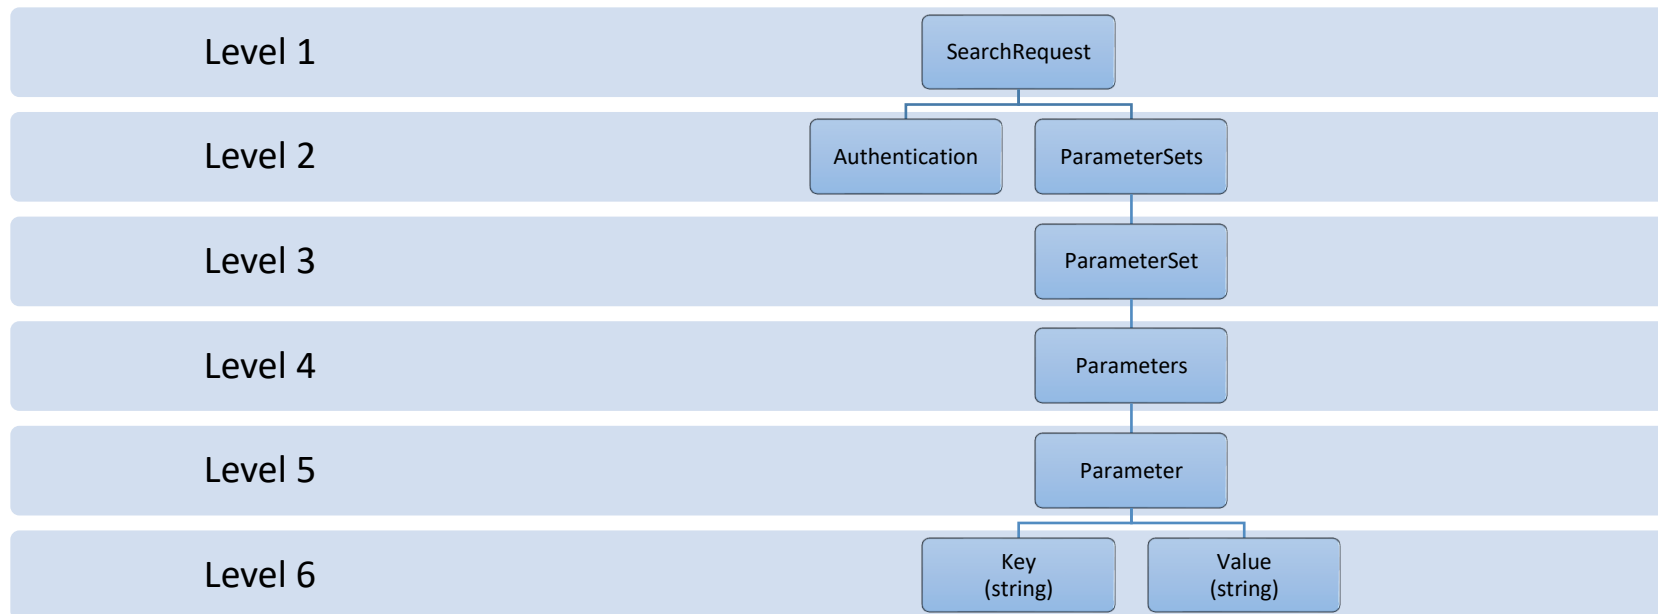 Level 1
SearchRequest
Level 2
Authentication
ParameterSets
Level 3
ParameterSet
Level 4
Parameters
Level 5
Parameter
Level 6
Key
(string)
Value
(string)